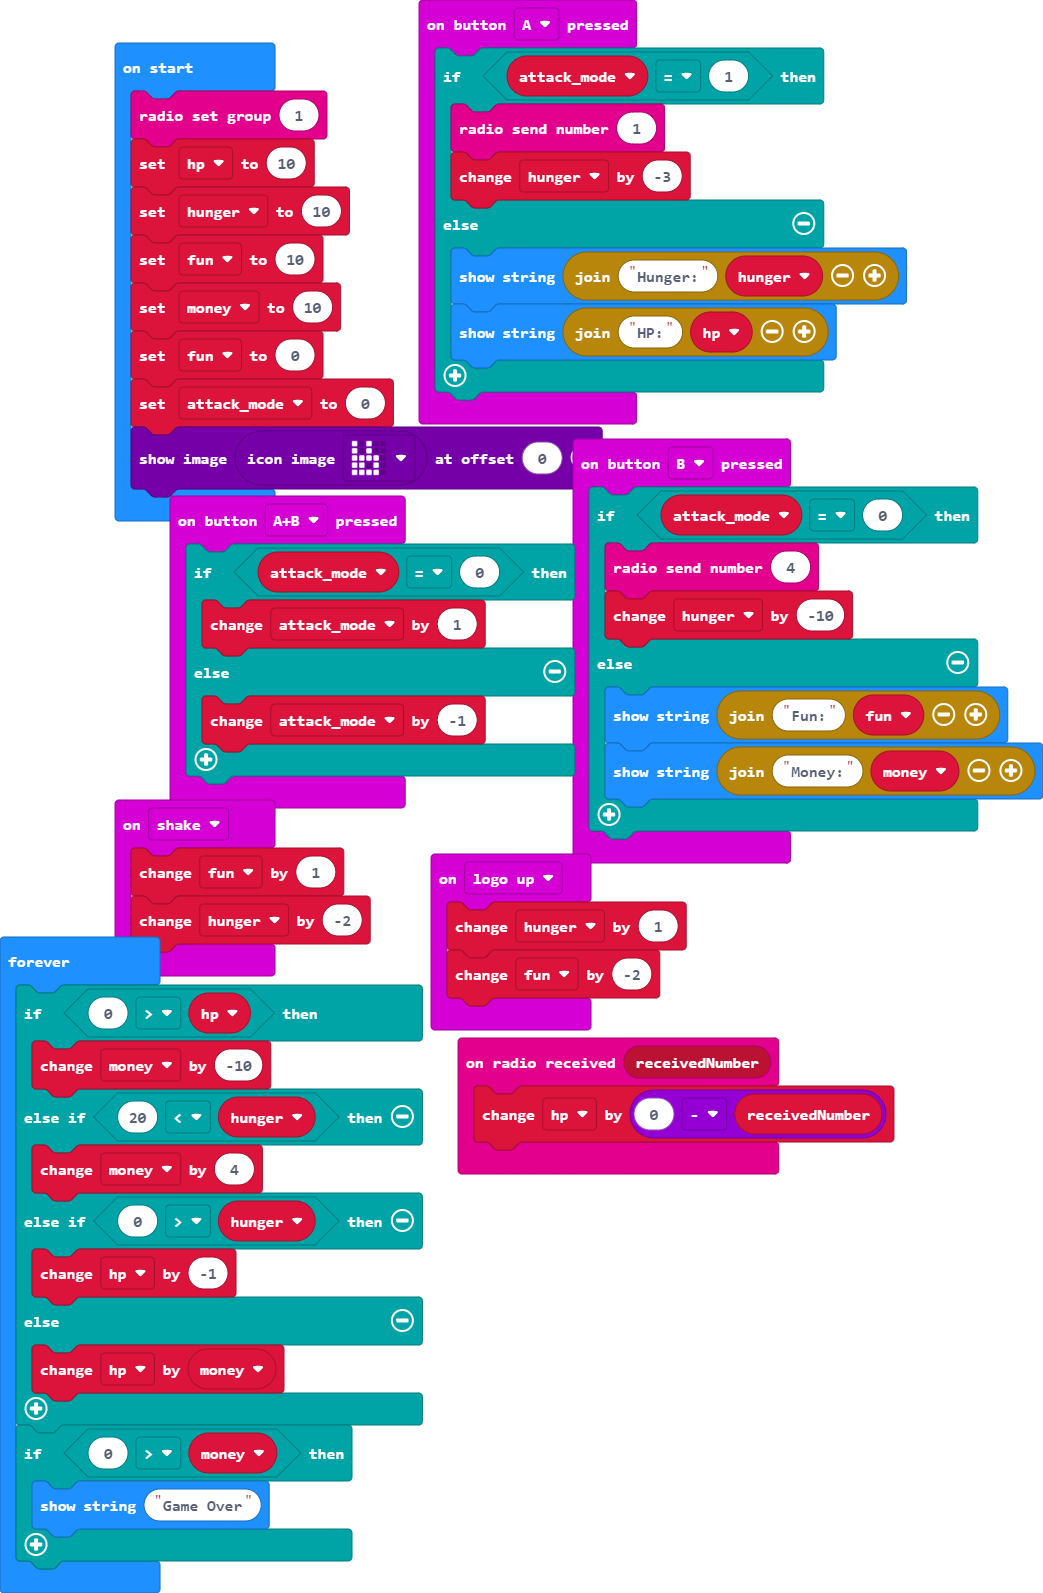 on start
radio set group 1
set hp to 10
set hunger to 10
set fun to 10
set money to 10
set fun to 0
set attack_mode to 0
show image icon image at offset 0
on button A pressed
if attack_mode = 1 then
radio send number 1
change hunger by -3
else
show string join "Hunger:" hunger
show string join "HP:" hp
on button A+B pressed
if attack_mode = 0 then
change attack_mode by 1
else
change attack_mode by -1
on button B pressed
if attack_mode = 0 then
radio send number 4
change hunger by -10
else
show string join "Fun:" fun
show string join "Money:" money
on shake
change fun by 1
change hunger by -2
on logo up
change hunger by 1
change fun by -2
forever
if 0 > hp then
change money by -10
else if 20 < hunger then
change money by 4
else if 0 > hunger then
change hp by -1
else
change hp by money
if 0 > money then
show string "Game Over"
on radio received receivedNumber
change hp by 0 - receivedNumber